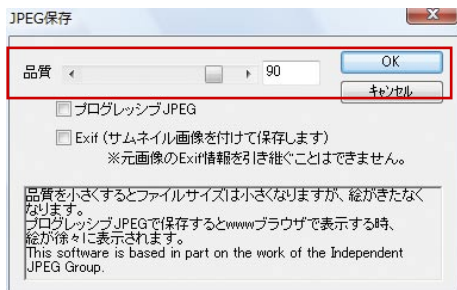 JPEG保存
品質 90 OK
キャンセル
プログレッシブJPEG
Exif (サムネイル画像を付けて保存します)
※元画像のExif情報を引き継ぐことはできません。
品質を小さくするとファイルサイズは小さくなりますが、絵がきたなく
なります。
プログレッシブJPEGで保存するとwwwブラウザで表示する時、
絵が徐々に表示されます。
This software is based in part on the work of the Independent
JPEG Group.